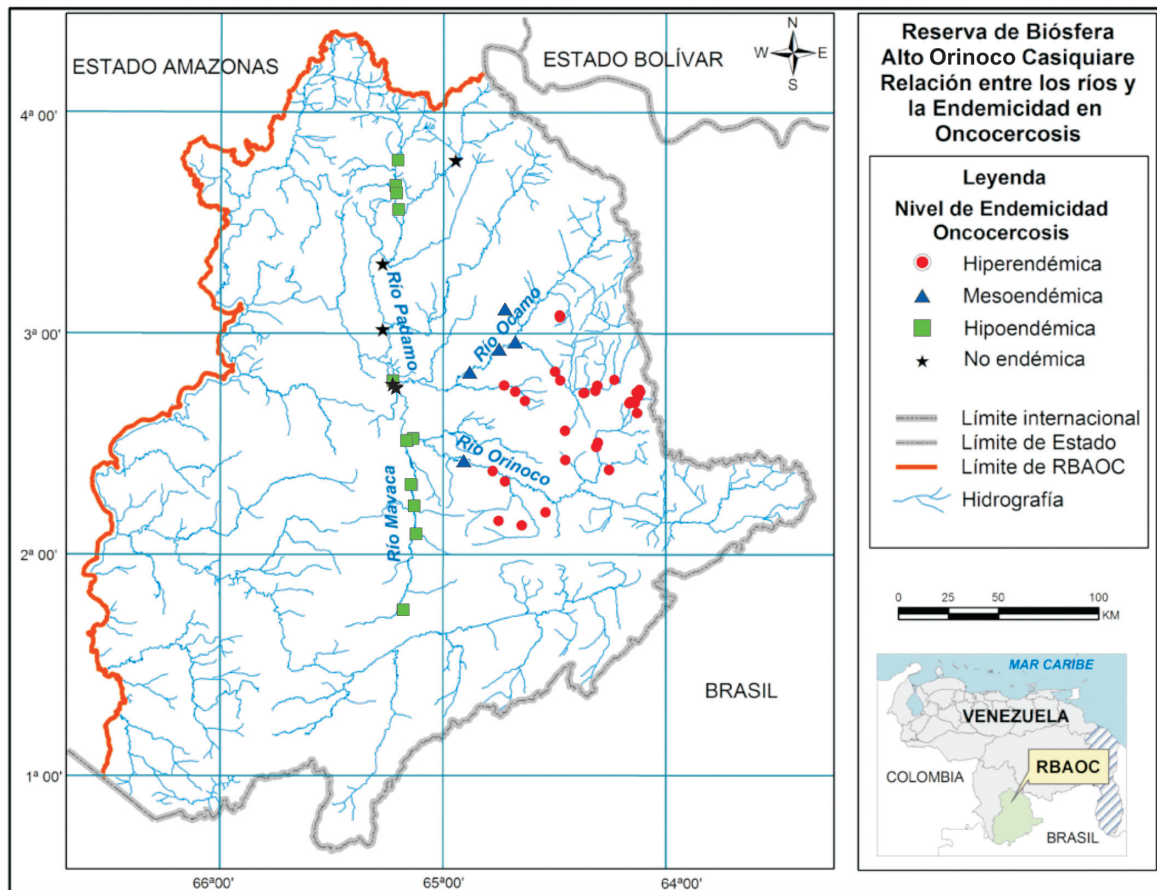 ESTADO AMAZONAS
ESTADO BOLÍVAR
N
W E
S
4ª 00'
3ª 00'
2ª 00'
1ª 00'
66ª00'
65ª00'
64ª00'
Río Padamo
Río Ocamo
Río Orinoco
Río Mavaca
BRASIL
Reserva de Biósfera
Alto Orinoco Casiquiare
Relación entre los ríos y
la Endemicidad en
Oncocercosis
Leyenda
Nivel de Endemicidad
Oncocercosis
Hiperendémica
Mesoendémica
Hipoendémica
No endémica
Límite internacional
Límite de Estado
Límite de RBAOC
Hidrografía
0 25 50 100
KM
MAR CARIBE
VENEZUELA
RBAOC
COLOMBIA
BRASIL